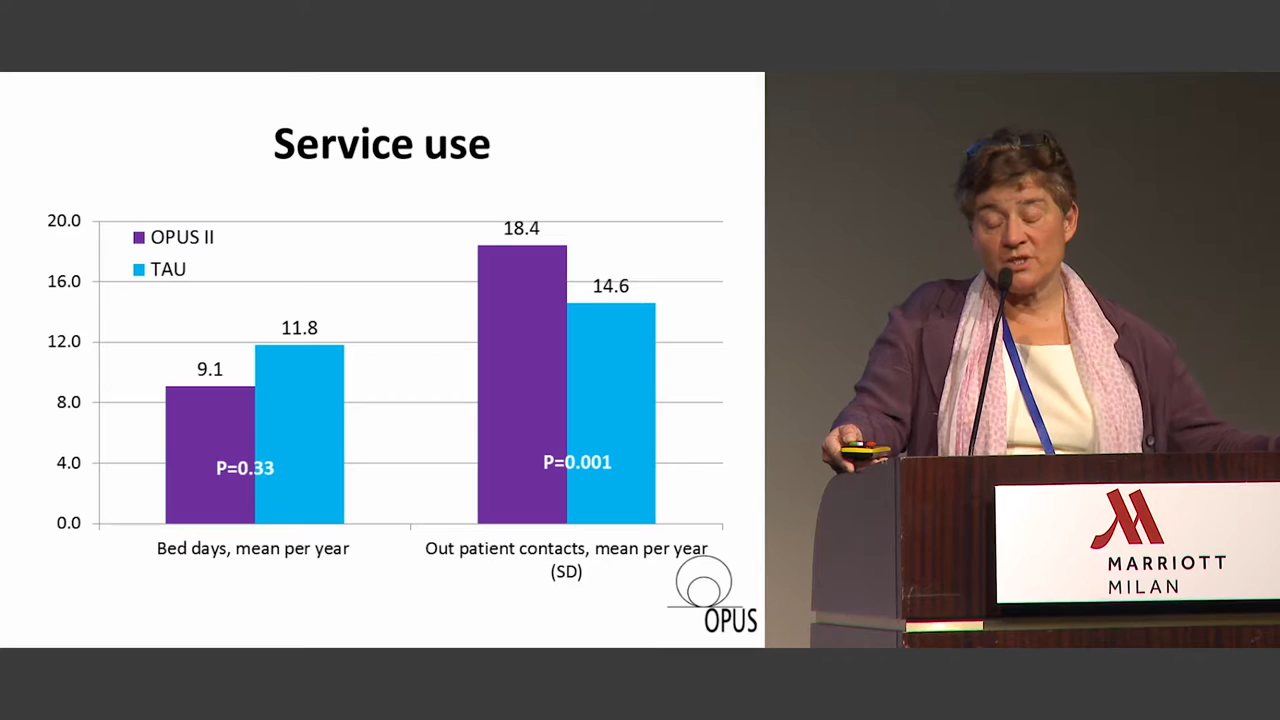 Service use
20.0
16.0
12.0
8.0
4.0
0.0
OPUS II
TAU
9.1
11.8
18.4
14.6
P=0.33
P=0.001
Bed days, mean per year
Out patient contacts, mean per year
(SD)
OPUS
MARRIOTT
MILAN